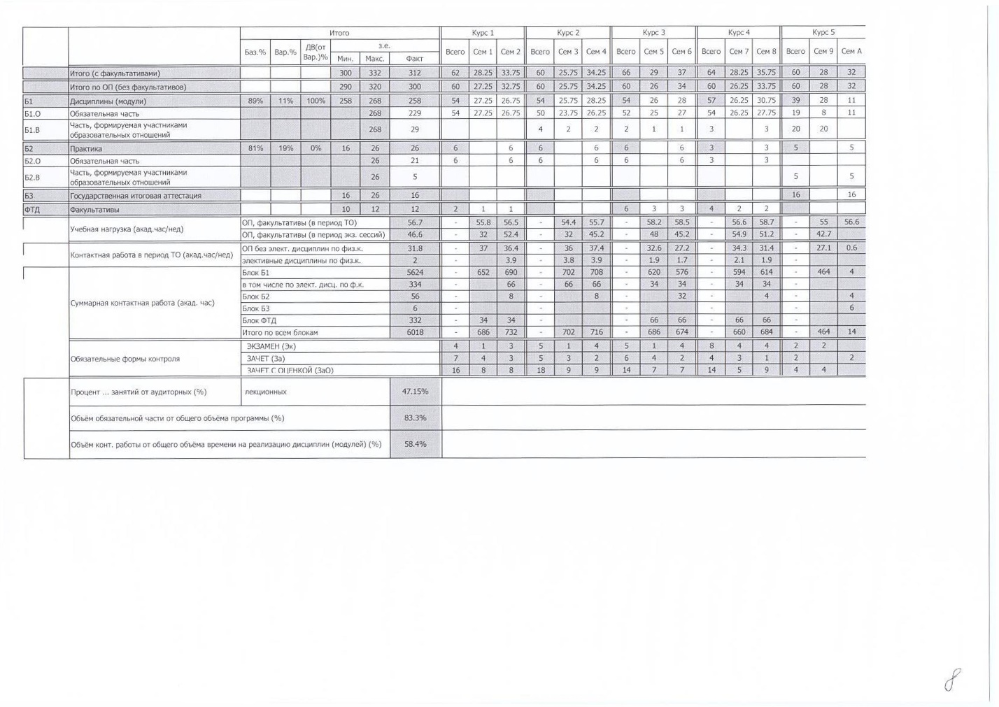 Итого Курс 1 Курс 2 Курс 3 Курс 4 Курс 5
Баз.% Вар.% ДВ(от Вар.)% з.е. Всего Сем 1 Сем 2 Всего Сем 3 Сем 4 Всего Сем 5 Сем 6 Всего Сем 7 Сем 8 Всего Сем 9 Сем А
Мин. Макс. Факт
Итого (с факультативами) 300 332 312 62 28.25 33.75 60 25.75 34.25 66 29 37 64 28.25 35.75 60 28 32
Итого по ОП (без факультативов) 290 320 300 60 27.25 32.75 60 25.75 34.25 60 26 34 60 26.25 33.75 60 28 32
Б1 Дисциплины (модули) 89% 11% 100% 258 268 258 54 27.25 26.75 54 25.75 28.25 54 26 28 57 26.25 30.75 39 28 11
Б1.О Обязательная часть 268 229 54 27.25 26.75 50 23.75 26.25 52 25 27 54 26.25 27.75 19 8 11
Б1.В Часть, формируемая участниками образовательных отношений 268 29 4 2 2 2 1 1 3 3 20 20
Б2 Практика 81% 19% 0% 16 26 26 6 6 6 6 6 6 3 3 5 5
Б2.О Обязательная часть 26 21 6 6 6 6 6 6 3 3
Б2.В Часть, формируемая участниками образовательных отношений 26 5 5 5
Б3 Государственная итоговая аттестация 16 26 16 16 16
ФТД Факультативы 10 12 12 2 1 1 6 3 3 4 2 2
Учебная нагрузка (акад.час/нед) ОП, факультативы (в период ТО) 56.7 - 55.8 56.5 - 54.4 55.7 - 58.2 58.5 - 56.6 58.7 - 55 56.6
ОП, факультативы (в период экз. сессий) 46.6 - 32 52.4 - 32 45.2 - 48 45.2 - 54.9 51.2 - 42.7
Контактная работа в период ТО (акад.час/нед) ОП без элект. дисциплин по физ.к. 31.8 - 37 36.4 - 36 37.4 - 32.6 27.2 - 34.3 31.4 - 27.1 0.6
элективные дисциплины по физ.к. 2 - 3.9 - 3.8 3.9 - 1.9 1.7 - 2.1 1.9 -
Суммарная контактная работа (акад. час) Блок Б1 5624 - 652 690 - 702 708 - 620 576 - 594 614 - 464 4
в том числе по элект. дисц. по ф.к. 334 - 66 - 66 66 - 34 34 - 34 34 -
Блок Б2 56 - 8 - 8 - 32 - 4 - 4
Блок Б3 6 - - - - - 6
Блок ФТД 332 - 34 34 - - 66 66 - 66 66 -
Итого по всем блокам 6018 - 686 732 - 702 716 - 686 674 - 660 684 - 464 14
Обязательные формы контроля ЭКЗАМЕН (Эк) 4 1 3 5 1 4 5 1 4 8 4 4 2 2
ЗАЧЕТ (За) 7 4 3 5 3 2 6 4 2 4 3 1 2 2
ЗАЧЕТ С ОЦЕНКОЙ (ЗаО) 16 8 8 18 9 9 14 7 7 14 5 9 4 4
Процент ... занятий от аудиторных (%) лекционных 47.15%
Объём обязательной части от общего объёма программы (%) 83.3%
Объём конт. работы от общего объёма времени на реализацию дисциплин (модулей) (%) 58.4%
8